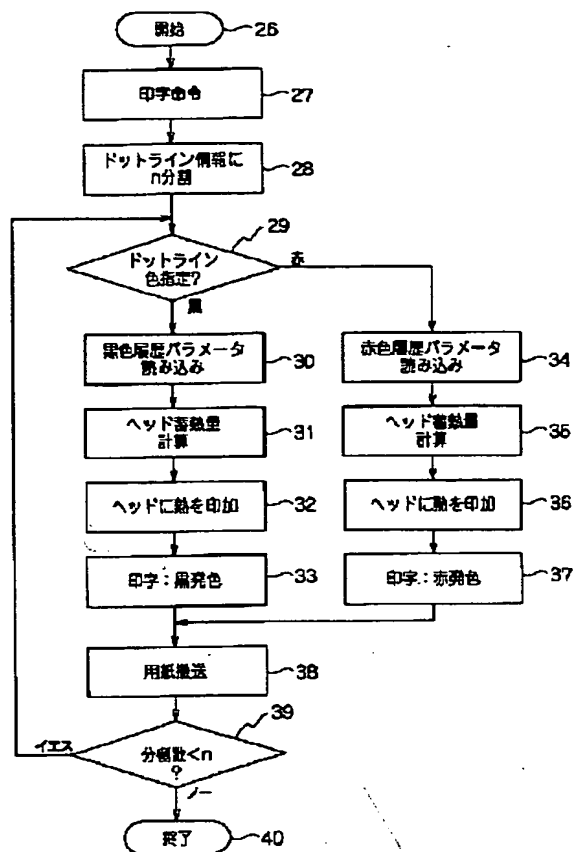 開始
26
印字命令
27
ドットライン情報に
n分割
28
29
ドットライン
色指定?
赤
黒
黒色履歴パラメータ
読み込み
30
赤色履歴パラメータ
読み込み
34
ヘッド蓄熱量
計算
31
ヘッド蓄熱量
計算
35
ヘッドに熱を印加
32
ヘッドに熱を印加
36
印字：黒発色
33
印字：赤発色
37
用紙搬送
38
39
イエス
分割数<n
?
ノー
終了
40